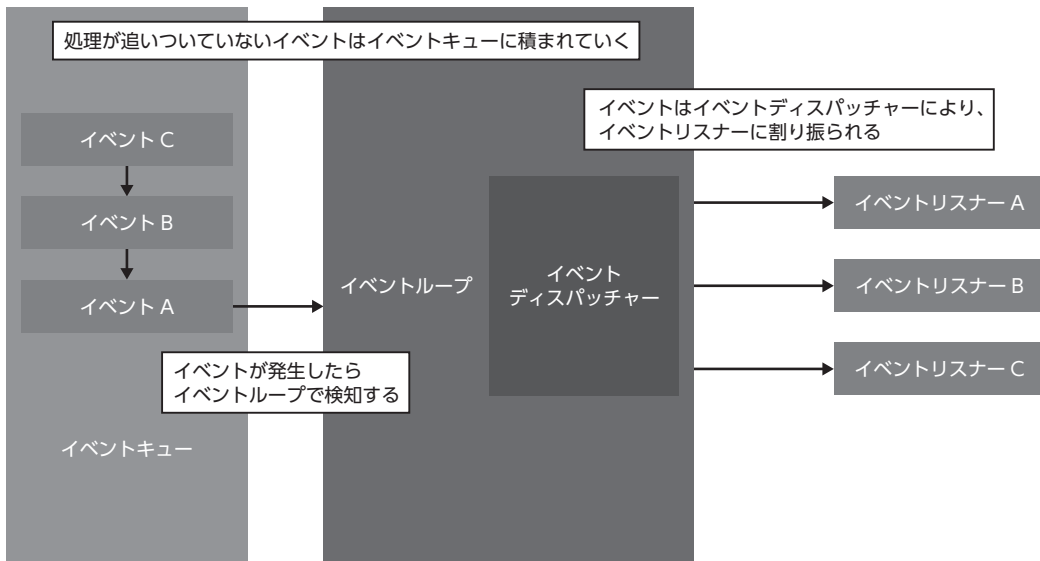 処理が追いついていないイベントはイベントキューに積まれていく
イベントはイベントディスパッチャーにより、
イベントリスナーに割り振られる
イベント C
イベント B
イベント A
イベントが発生したら
イベントループで検知する
イベントキュー
イベントループ
イベント
ディスパッチャー
イベントリスナー A
イベントリスナー B
イベントリスナー C